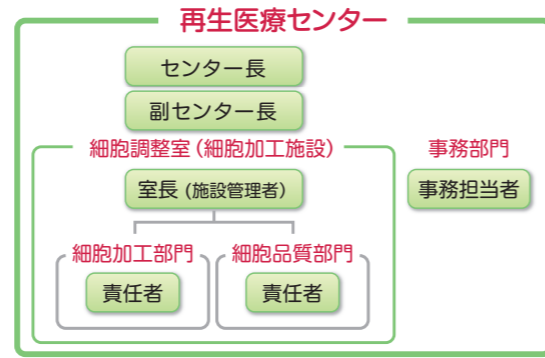 再生医療センター
センター長
副センター長
細胞調整室（細胞加工施設）
事務部門
室長（施設管理者）
事務担当者
細胞加工部門
細胞品質部門
責任者
責任者